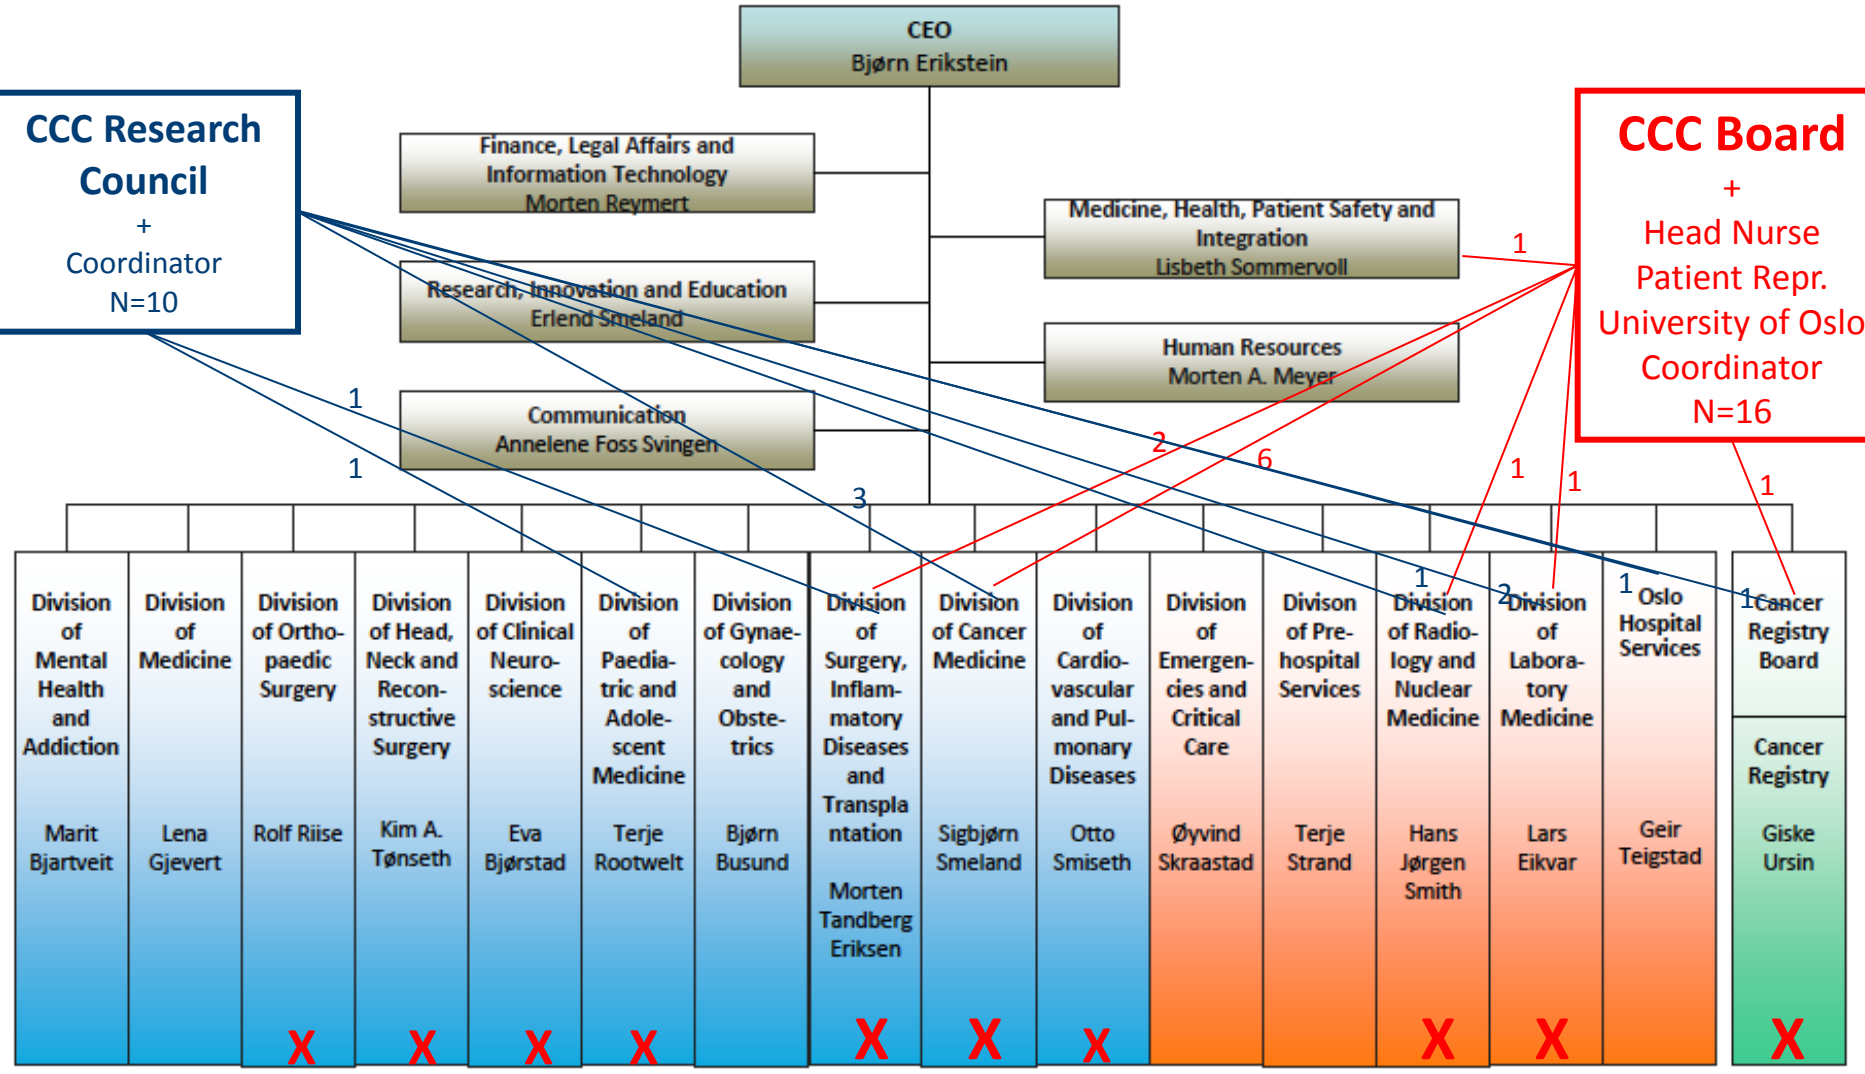 CEO
Bjørn Erikstein
CCC Research
Council
+
Coordinator
N=10
Finance, Legal Affairs and
Information Technology
Morten Reymert
Research, Innovation and Education
Erlend Smeland
Communication
Annelene Foss Svingen
Medicine, Health, Patient Safety and
Integration
Lisbeth Sommervoll
Human Resources
Morten A. Meyer
CCC Board
+
Head Nurse
Patient Repr.
University of Oslo
Coordinator
N=16
1
1
1
3
2
6
1
1
1
1
2
1
1
Division
of
Mental
Health
and
Addiction
Marit
Bjartveit
Division
of
Medicine
Lena
Gjevert
Division
of Ortho-
paedic
Surgery
Rolf Riise
X
Division
of Head,
Neck and
Recon-
structive
Surgery
Kim A.
Tønseth
X
Division
of Clinical
Neuro-
science
Eva
Bjørstad
X
Division
of
Paedia-
tric and
Adole-
scent
Medicine
Terje
Rootwelt
X
Division
of Gynae-
cology
and
Obste-
trics
Bjørn
Busund
Division
of
Surgery,
Inflam-
matory
Diseases
and
Transpla
ntation
Morten
Tandberg
Eriksen
X
Division
of Cancer
Medicine
Sigbjørn
Smeland
X
Division
of
Cardio-
vascular
and Pul-
monary
Diseases
Otto
Smiseth
X
Division
of
Emergen-
cies and
Critical
Care
Øyvind
Skraastad
Divison
of Pre-
hospital
Services
Terje
Strand
Division
of Radio-
logy and
Nuclear
Medicine
Hans
Jørgen
Smith
X
Division
of
Labora-
tory
Medicine
Lars
Eikvar
X
Oslo
Hospital
Services
Geir
Teigstad
Cancer
Registry
Board
Cancer
Registry
Giske
Ursin
X